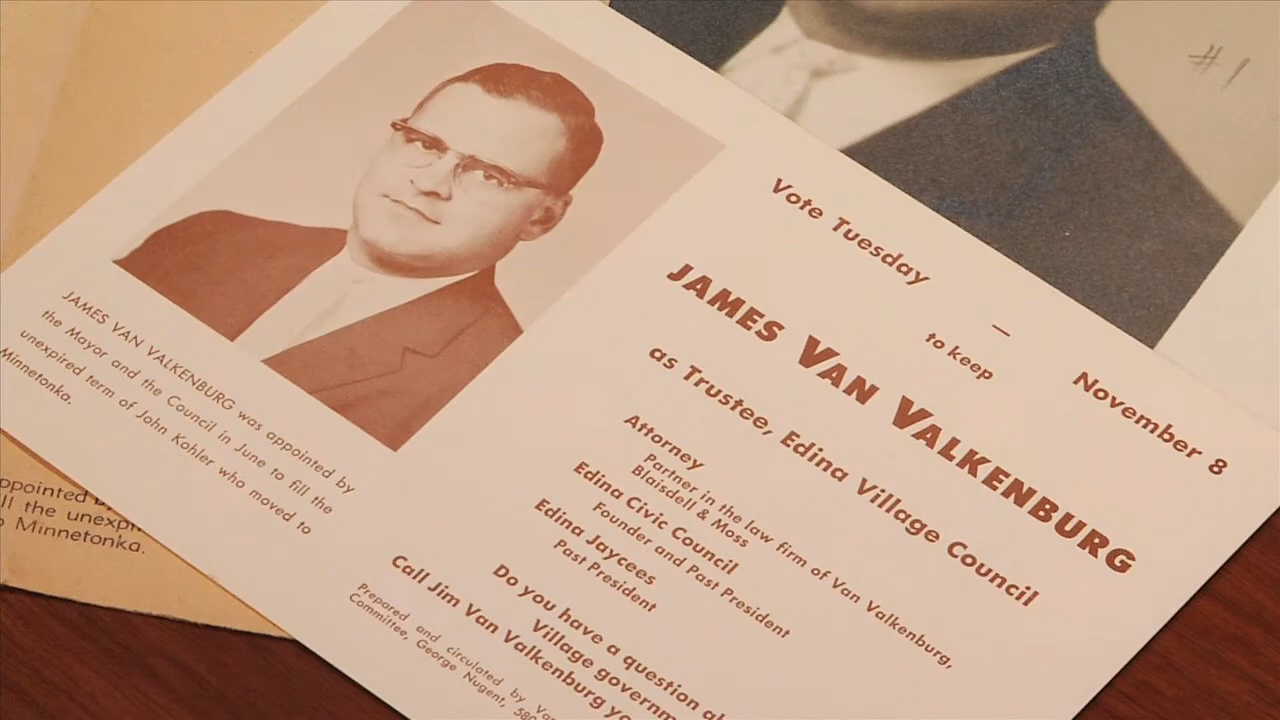 # 1
Vote Tuesday – November 8
to keep
JAMES VAN VALKENBURG
as Trustee, Edina Village Council
Attorney
Partner in the law firm of Van Valkenburg,
Blaisdell & Moss
Edina Civic Council
Founder and Past President
Edina Jaycees
Past President
Do you have a question
Village
Call Jim Van Valkenburg
Prepared and circulated by
Committee, George Nugent,
JAMES VAN VALKENBURG was appointed by
the Mayor and the Council in June to fill the
unexpired term of John Kohler who moved to
Minnetonka.
the
Minnetonka.